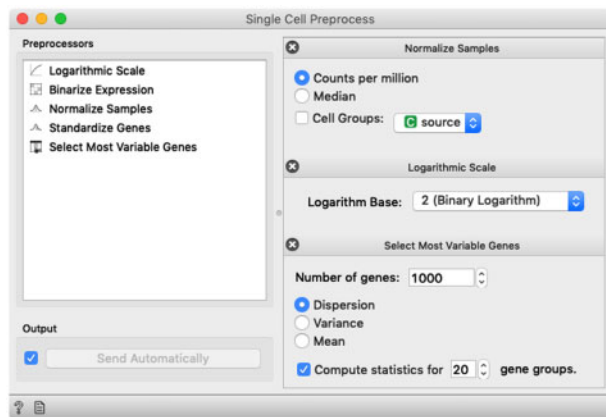 Single Cell Preprocess
Preprocessors
Logarithmic Scale
Binarize Expression
Normalize Samples
Standardize Genes
Select Most Variable Genes
Output
Send Automatically
Normalize Samples
Counts per million
Median
Cell Groups: C source
Logarithmic Scale
Logarithm Base: 2 (Binary Logarithm)
Select Most Variable Genes
Number of genes: 1000
Dispersion
Variance
Mean
Compute statistics for 20 gene groups.
?